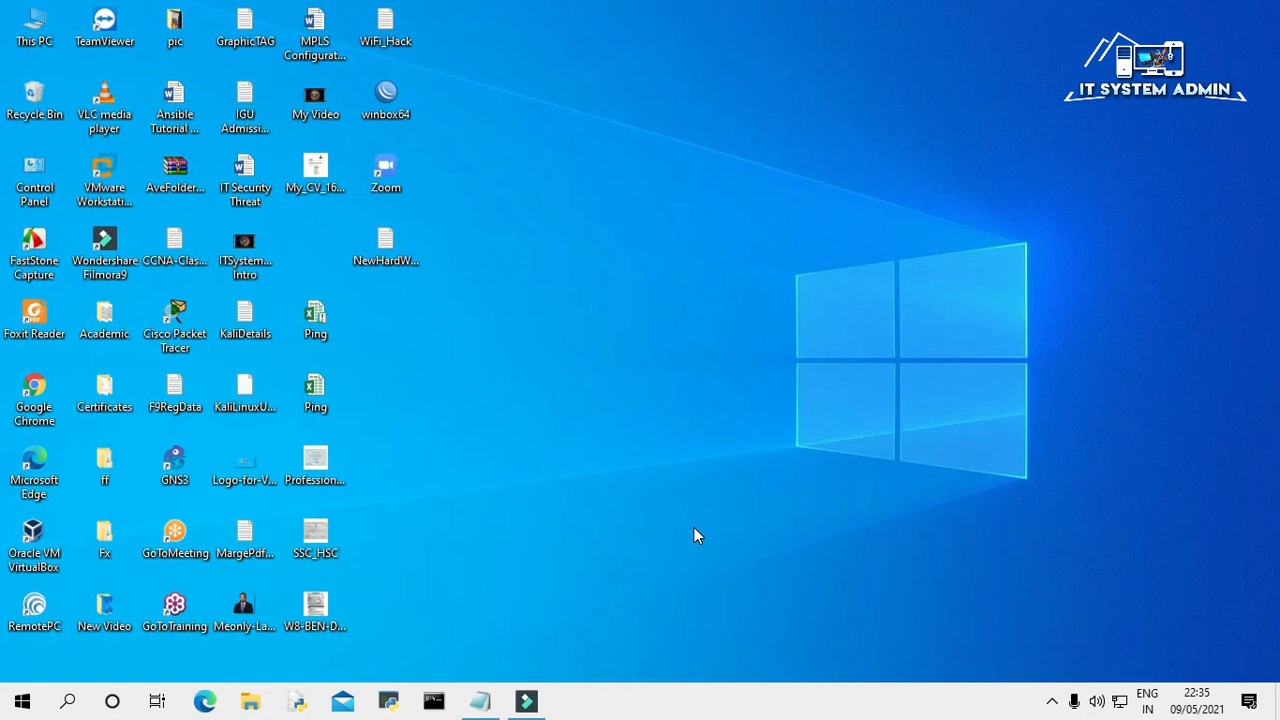 This PC
TeamViewer
pic
GraphicTAG
MPLS
Configurat...
WiFi_Hack
IT SYSTEM ADMIN
Recycle Bin
VLC media
player
Ansible
Tutorial ...
IGU
Admissi...
My Video
winbox64
Control
Panel
VMware
Workstati...
AveFolder...
IT Security
Threat
My_CV_16...
Zoom
FastStone
Capture
Wondershare
Filmora9
CCNA-Clas...
ITSystem...
Intro
NewHardW...
Foxit Reader
Academic
Cisco Packet
Tracer
KaliDetails
Ping
Google
Chrome
Certificates
F9RegData
KaliLinuxU...
Ping
Microsoft
Edge
ff
GNS3
Logo-for-V...
Profession...
Oracle VM
VirtualBox
Fx
GoToMeeting
MargePdf...
SSC_HSC
RemotePC
New Video
GoToTraining
Meonly-La...
W8-BEN-D...
ENG
IN
22:35
09/05/2021